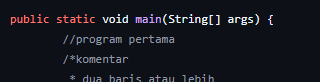 public static void main(String[] args) {
//program pertama
/*komentar
* dua baris atau lebih